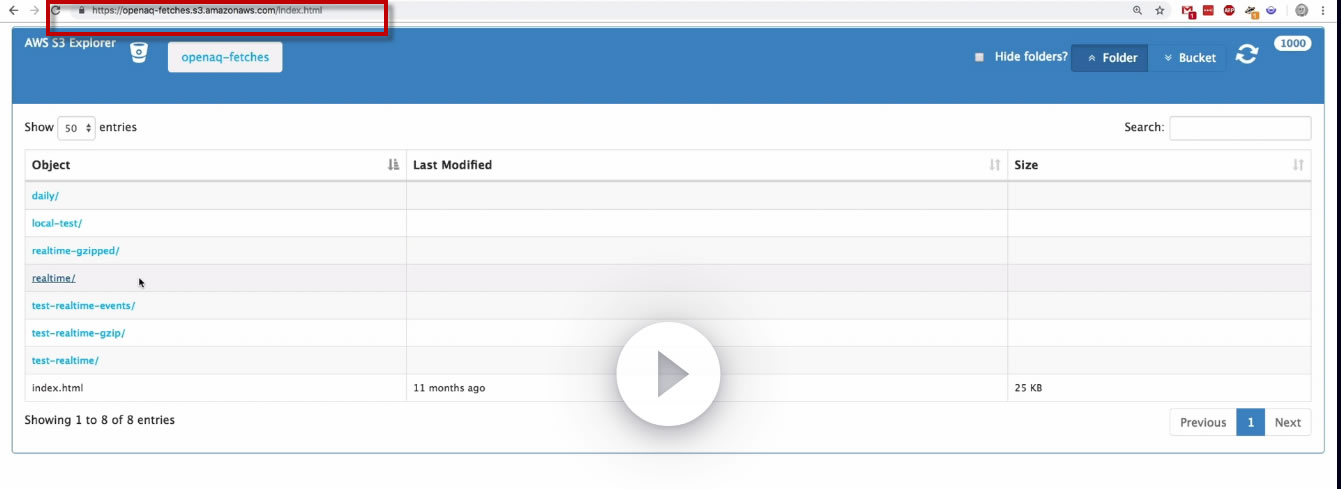 https://openaq-fetches.s3.amazonaws.com/index.html
AWS S3 Explorer
openaq-fetches
Hide folders?
Folder
Bucket
1000
Show 50 entries
Search:
Object Last Modified Size
daily/
local-test/
realtime-gzipped/
realtime/
test-realtime-events/
test-realtime-gzip/
test-realtime/
index.html 11 months ago 25 KB
Showing 1 to 8 of 8 entries
Previous 1 Next